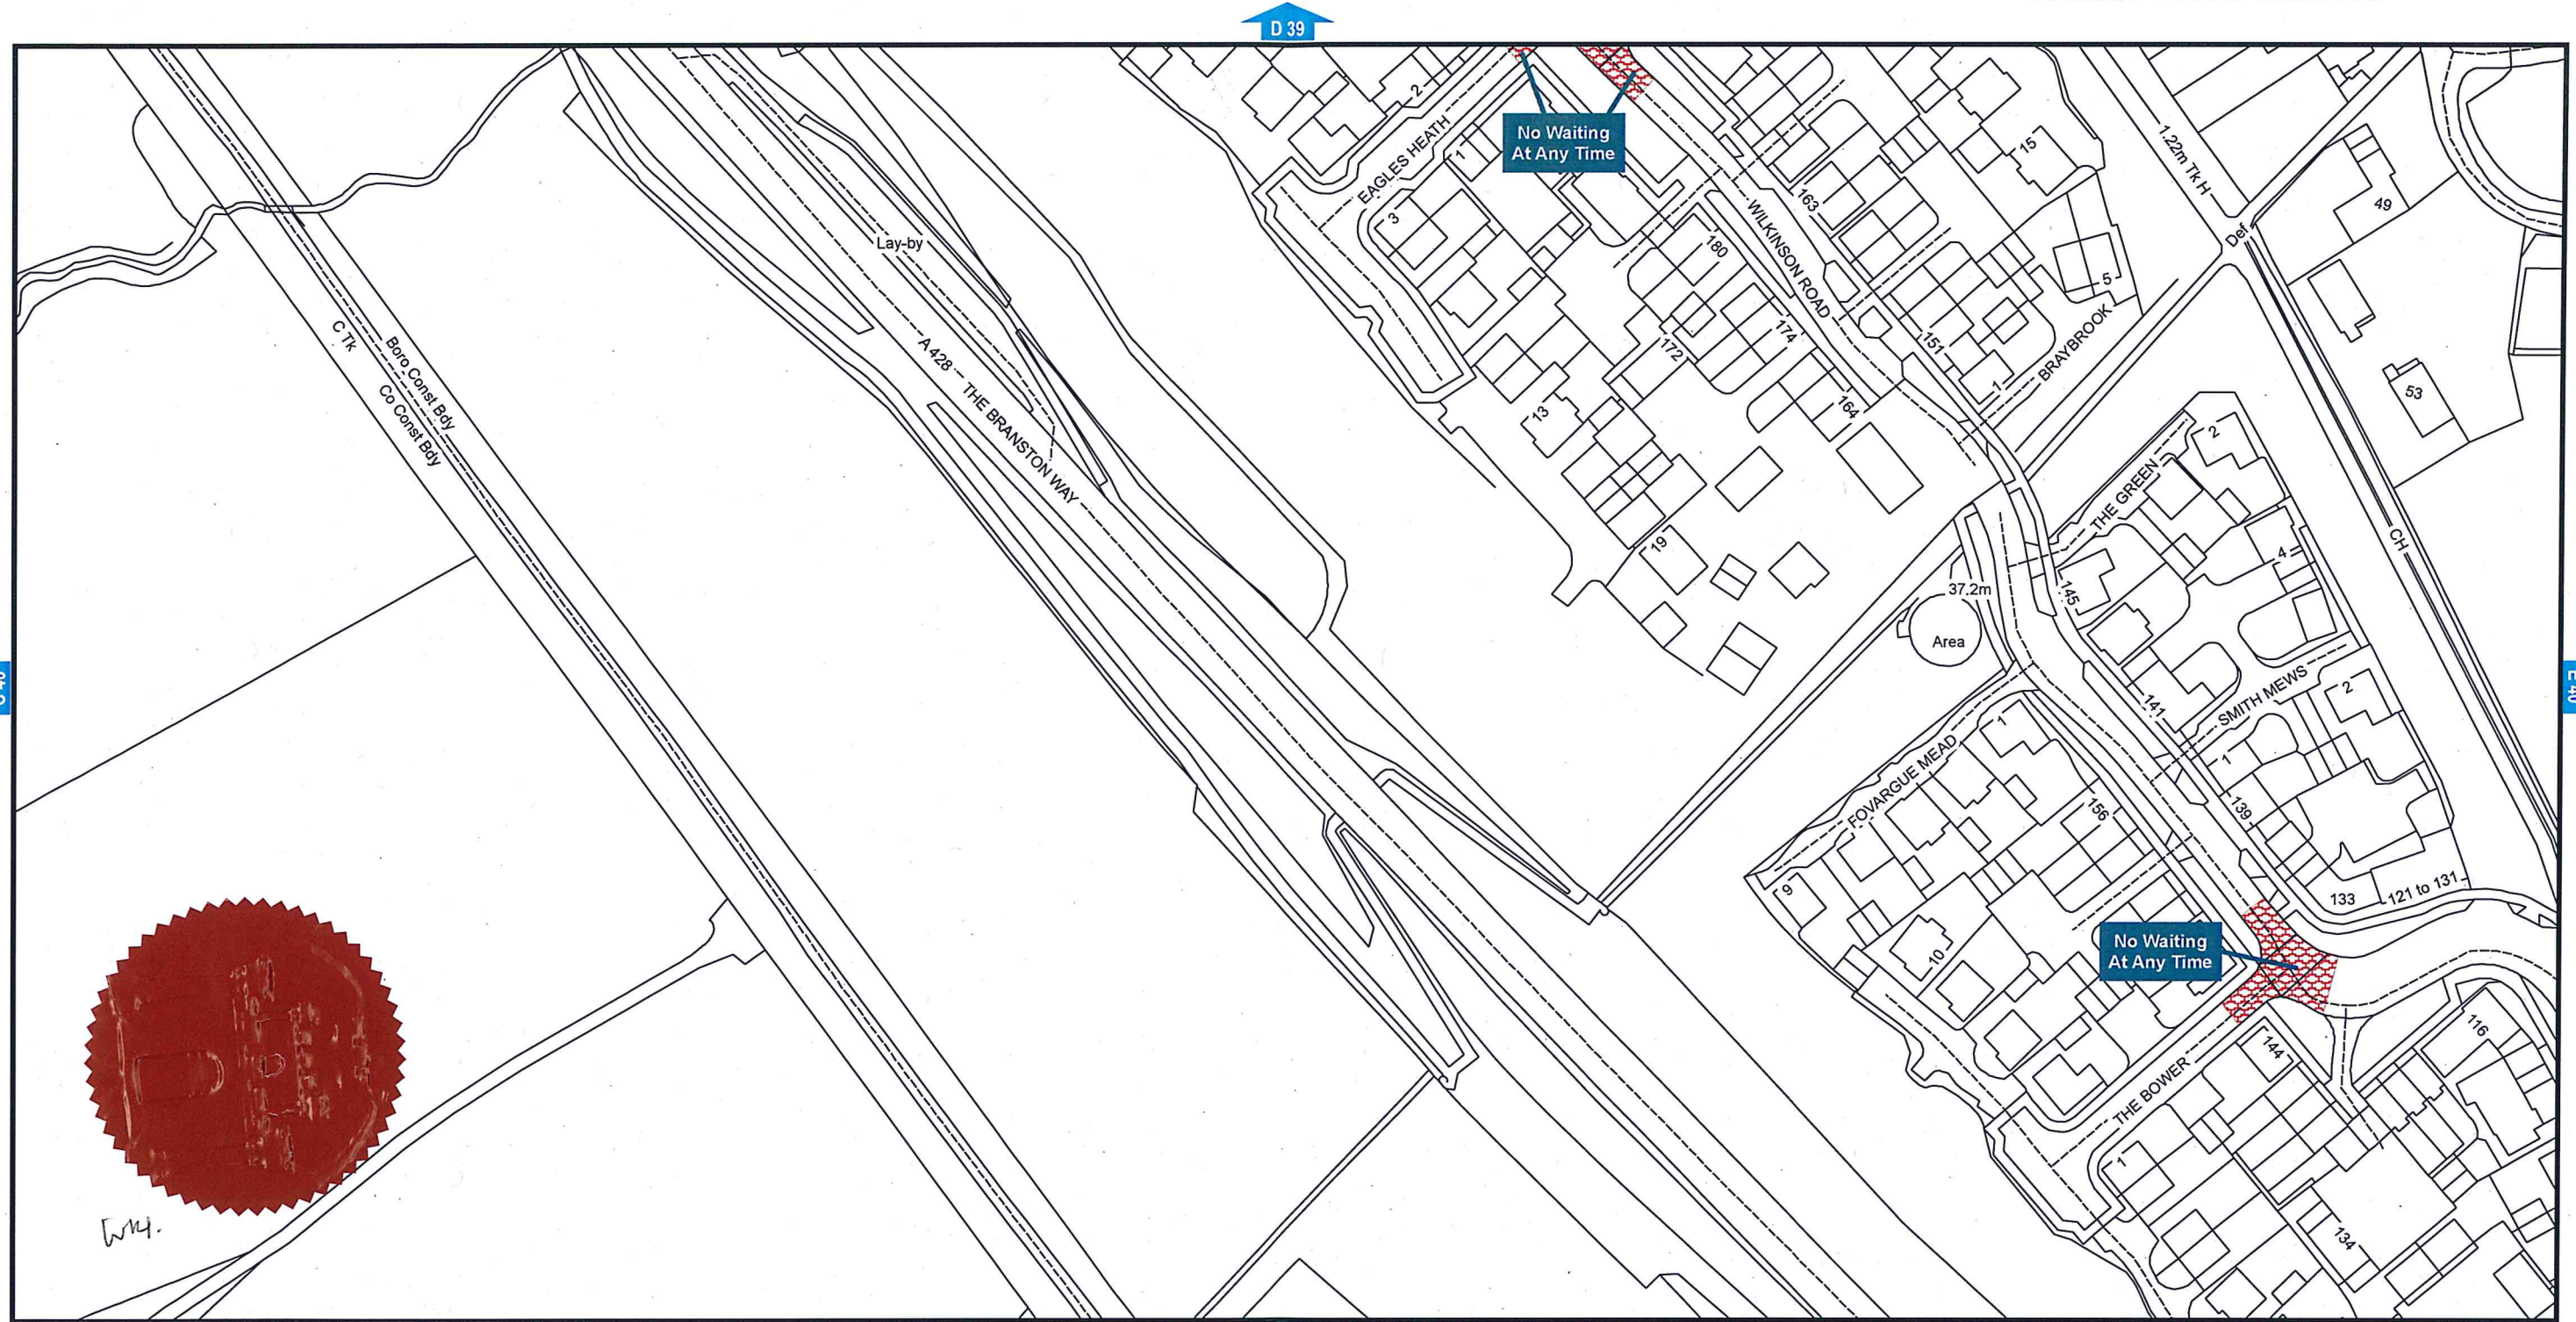 D 39
No Waiting
At Any Time
EAGLES HEATH
2
1
3
WILKINSON ROAD
163
15
1.22m Tk H
49
Def
180
5
BRAYBROOK
151
1
174
172
164
13
19
53
Lay-by
A 428
THE BRANSTON WAY
C Tk
Boro Const Bdy
Co Const Bdy
THE GREEN
2
4
CH
145
37.2m
Area
SMITH MEWS
2
141
1
139
FOVARGUE MEAD
1
156
9
10
133
121 to 131
No Waiting
At Any Time
THE BOWER
144
116
1
134